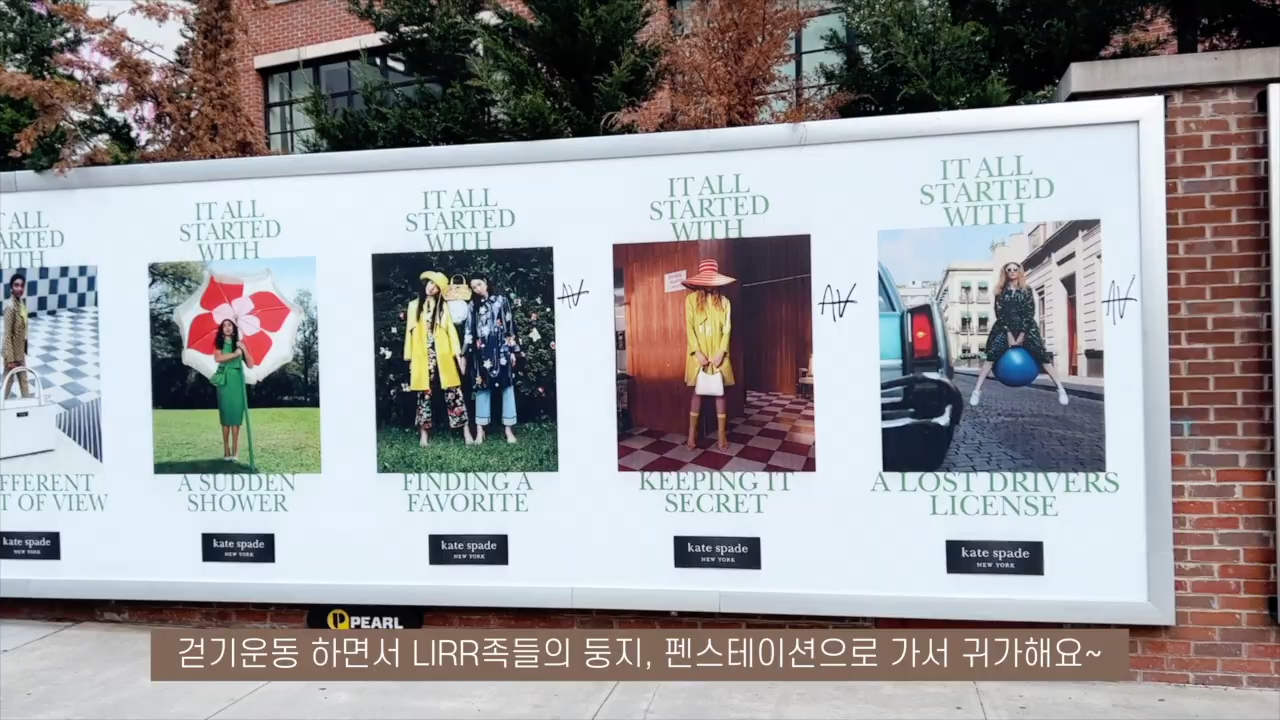 IT ALL
STARTED
WITH
FFERENT
T OF VIEW
kate spade
NEW YORK
IT ALL
STARTED
WITH
A SUDDEN
SHOWER
kate spade
NEW YORK
IT ALL
STARTED
WITH
FINDING A
FAVORITE
kate spade
NEW YORK
IT ALL
STARTED
WITH
KEEPING IT
SECRET
kate spade
NEW YORK
IT ALL
STARTED
WITH
A LOST DRIVERS
LICENSE
kate spade
NEW YORK
PEARL
걷기운동 하면서 LIRR족들의 둥지, 펜스테이션으로 가서 귀가해요~